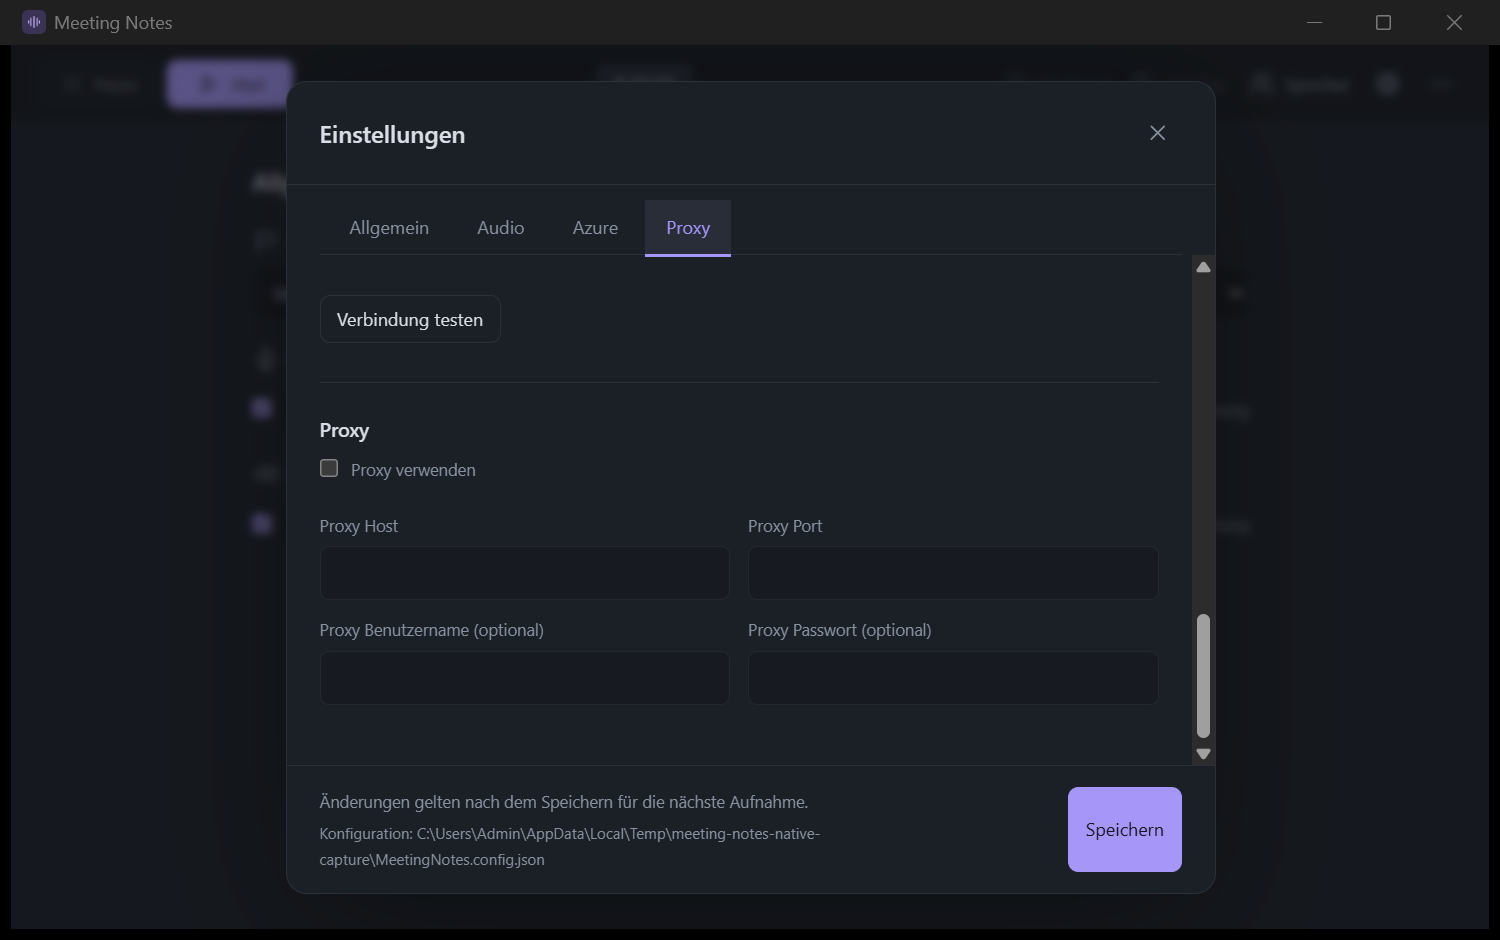 Meeting Notes
Einstellungen
Allgemein
Audio
Azure
Proxy
Verbindung testen
Proxy
Proxy verwenden
Proxy Host
Proxy Port
Proxy Benutzername (optional)
Proxy Passwort (optional)
Änderungen gelten nach dem Speichern für die nächste Aufnahme.
Konfiguration: C:\Users\Admin\AppData\Local\Temp\meeting-notes-native-
capture\MeetingNotes.config.json
Speichern